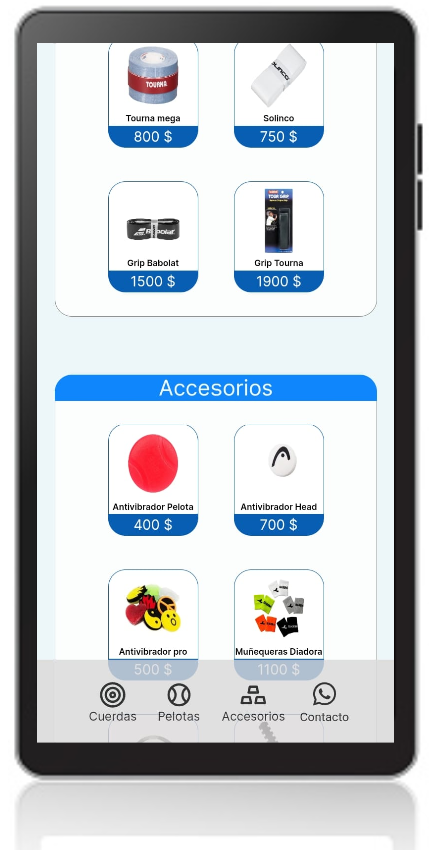 TOURNA
SOLINCO
Tourna mega
Solinco
800 $
750 $
TOUR GRIP
Babolat
Grip Babolat
Grip Tourna
1500 $
1900 $
Accesorios
Antivibrador Pelota
Antivibrador Head
400 $
700 $
Antivibrador pro
Muñequeras Diadora
500 $
1100 $
Cuerdas
Pelotas
Accesorios
Contacto